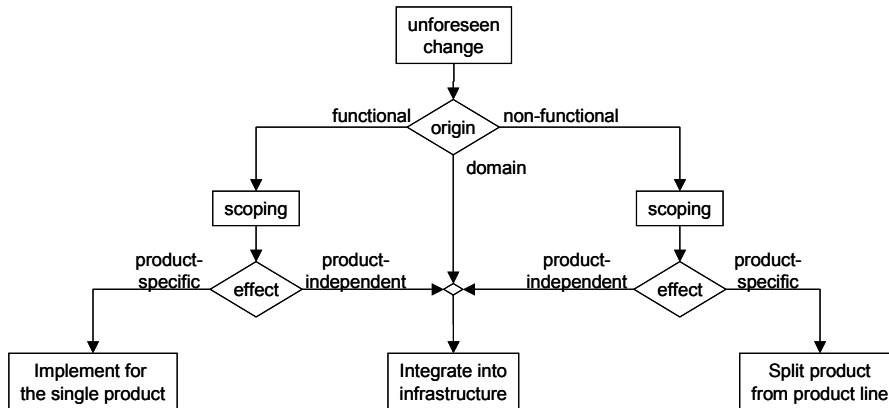 unforeseen
change
functional
origin
non-functional
domain
scoping
scoping
product-
specific
effect
product-
independent
product-
independent
effect
product-
specific
Implement for
the single product
Integrate into
infrastructure
Split product
from product line